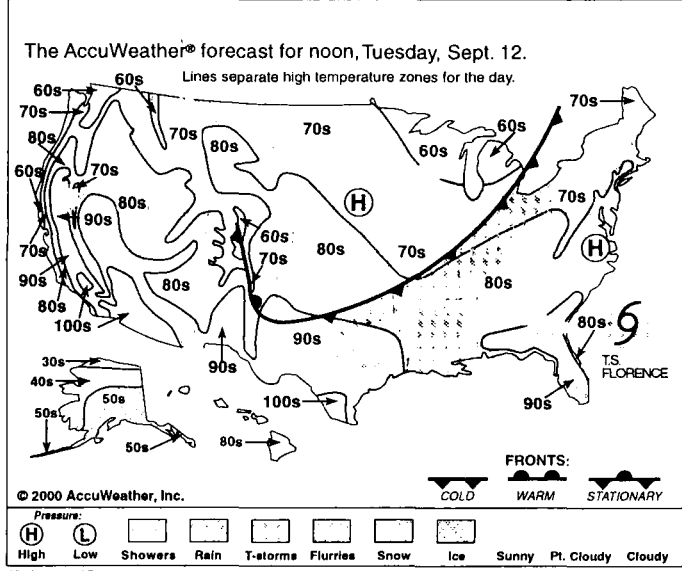 The AccuWeather® forecast for noon, Tuesday, Sept. 12.
Lines separate high temperature zones for the day.
60s
60s
70s
70s
80s
70s
80s
70s
60s
60s
70s
60s
70s
90s
80s
H
70s
H
70s
90s
80s
100s
80s
60s
70s
80s
70s
80s
90s
90s
80s
T.S.
FLORENCE
90s
100s
30s
40s
50s
50s
50s
80s
FRONTS:
COLD WARM STATIONARY
© 2000 AccuWeather, Inc.
Pressure:
H L
High Low Showers Rain T-storms Flurries Snow Ice Sunny Pt. Cloudy Cloudy